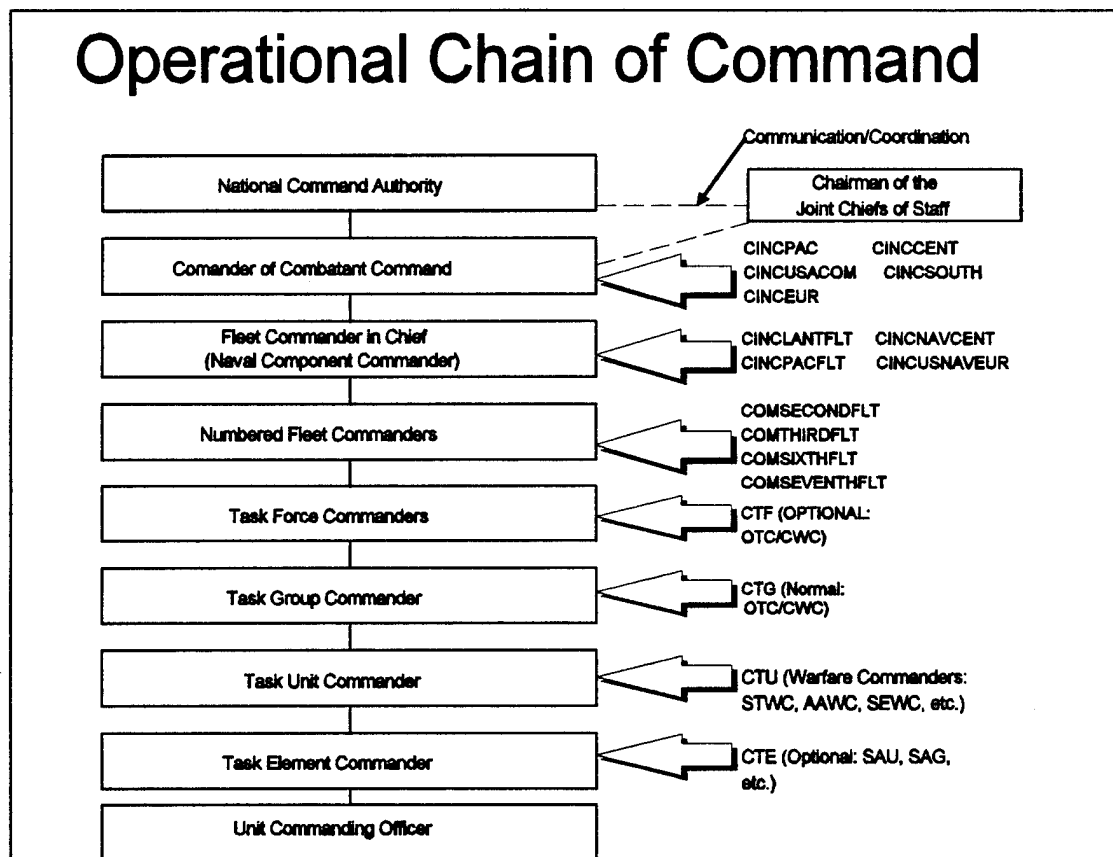 Operational Chain of Command
Communication/Coordination
National Command Authority
Chairman of the
Joint Chiefs of Staff
Comander of Combatant Command
CINCPAC CINCCENT
CINCUSACOM CINCSOUTH
CINCEUR
Fleet Commander in Chief
(Naval Component Commander)
CINCLANTFLT CINCNAVCENT
CINCPACFLT CINCUSNAVEUR
Numbered Fleet Commanders
COMSECONDFLT
COMTHIRDFLT
COMSIXTHFLT
COMSEVENTHFLT
Task Force Commanders
CTF (OPTIONAL:
OTC/CWC)
Task Group Commander
CTG (Normal:
OTC/CWC)
Task Unit Commander
CTU (Warfare Commanders:
STWC, AAWC, SEWC, etc.)
Task Element Commander
CTE (Optional: SAU, SAG,
etc.)
Unit Commanding Officer